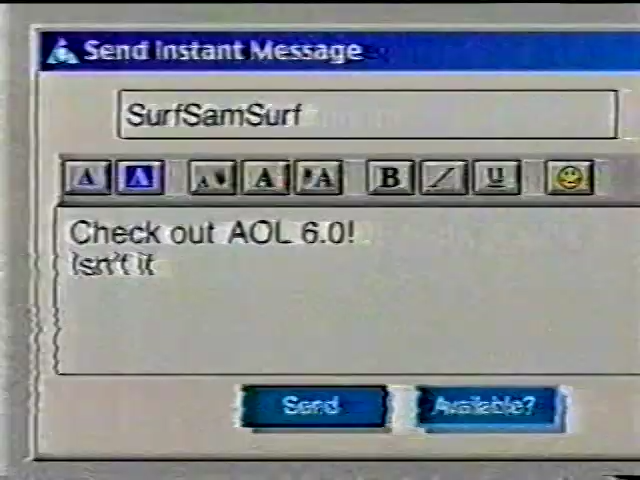 Send Instant Message
SurfSamSurf
A A A A A B / U
Check out AOL 6.0!
Isn't it
Send Available?